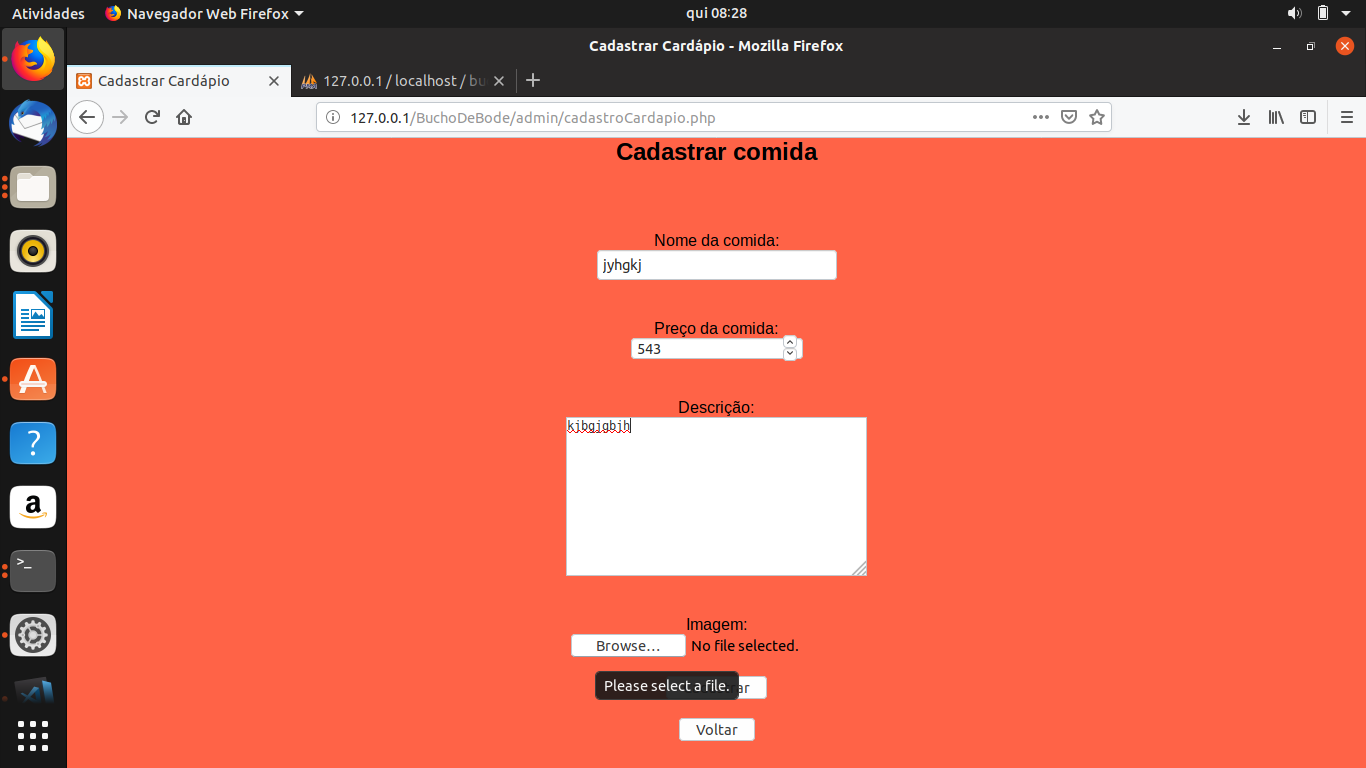 Atividades
Navegador Web Firefox
qui 08:28
Cadastrar Cardápio - Mozilla Firefox
Cadastrar Cardápio
127.0.0.1 / localhost / bu
127.0.0.1/BuchoDeBode/admin/cadastroCardapio.php
Cadastrar comida
Nome da comida:
jyhgkj
Preço da comida:
543
Descrição:
kjbgjgbjh
Imagem:
Browse... No file selected.
Please select a file.
Voltar